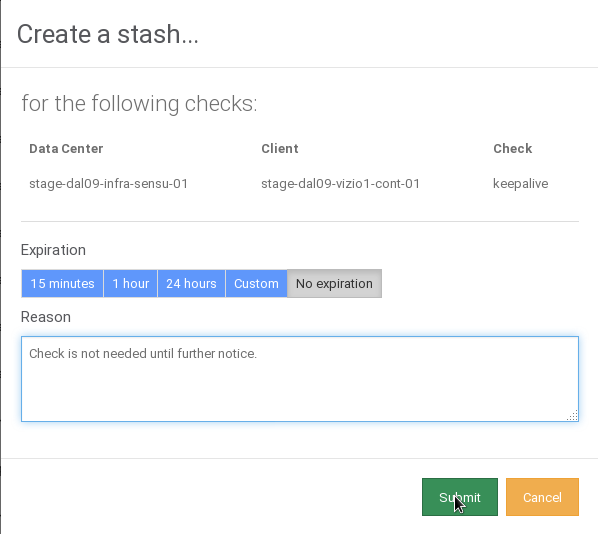 Create a stash...
for the following checks:
Data Center Client Check
stage-dal09-infra-sensu-01 stage-dal09-vizio1-cont-01 keepalive
Expiration
15 minutes 1 hour 24 hours Custom No expiration
Reason
Check is not needed until further notice.
Submit Cancel